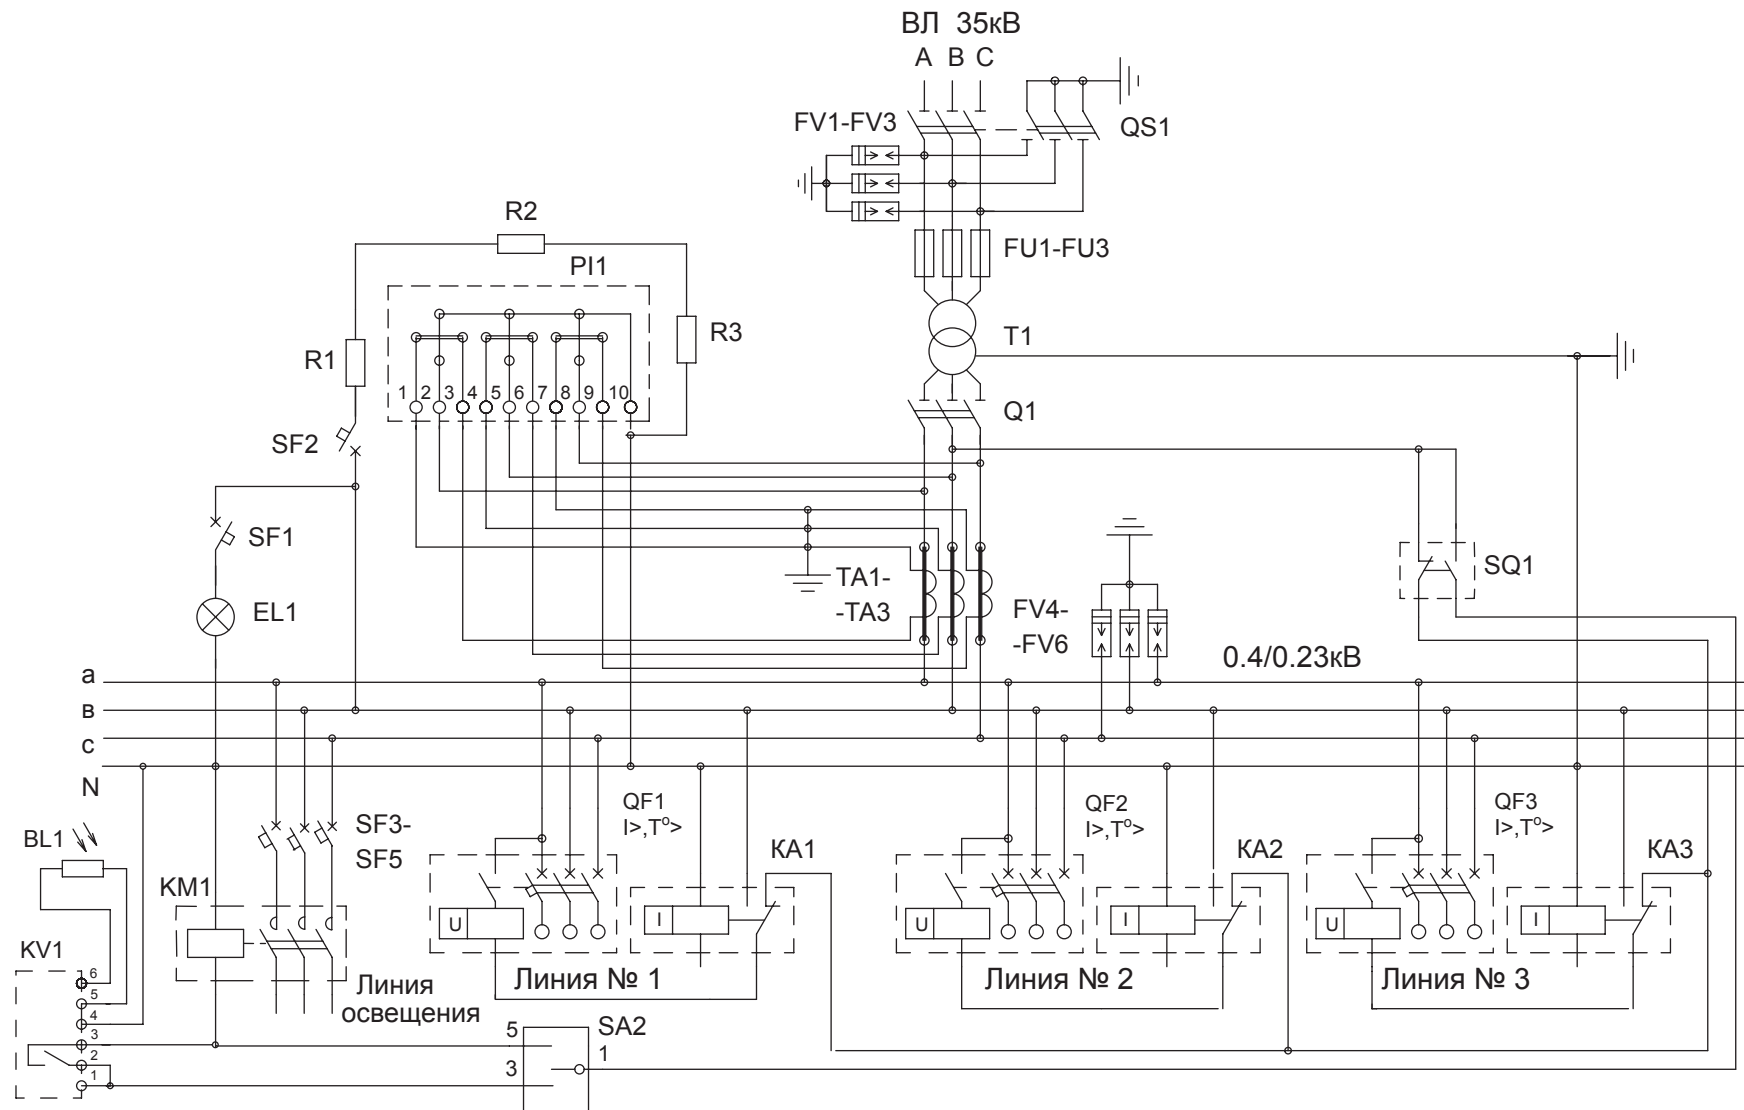 ВЛ 35кВ
A B C
FV1-FV3
QS1
R2
FU1-FU3
PI1
R1
R3
T1
1 2 3 4 5 6 7 8 9 10
Q1
SF2
SF1
TA1-
-TA3
FV4-
-FV6
SQ1
EL1
0.4/0.23кВ
a
в
c
N
BL1
SF3-
SF5
QF1
I>,T°>
QF2
I>,T°>
QF3
I>,T°>
KA1
KA2
KA3
KM1
U
I
U
I
U
I
KV1
6
5
4
3
2
1
Линия
освещения
Линия № 1
Линия № 2
Линия № 3
SA2
5
3
1